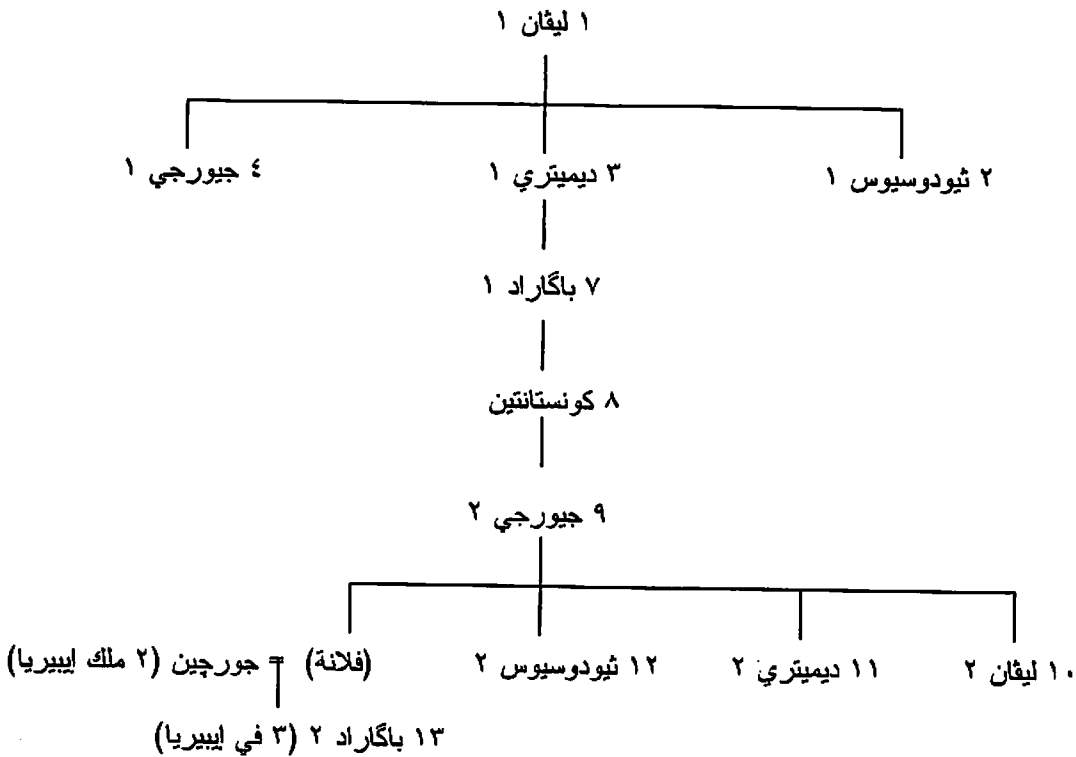 ١ ليڤان ١
٢ ثيودوسيوس ١ ٣ ديميتري ١ ٤ جيورجي ١
٧ باگاراد ١
٨ كونستانتين
٩ جيورجي ٢
١٠ ليڤان ٢ ١١ ديميتري ٢ ١٢ ثيودوسيوس ٢ (فلانة) = جورچين (٢ ملك إيبيريا)
١٣ باگاراد ٢ (٣ في إيبيريا)